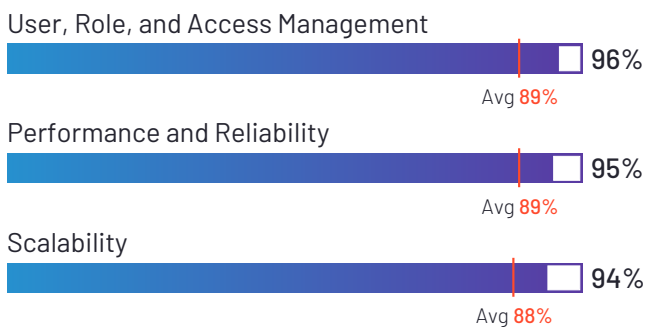 User, Role, and Access Management
96%
Avg 89%
Performance and Reliability
95%
Avg 89%
Scalability
94%
Avg 88%